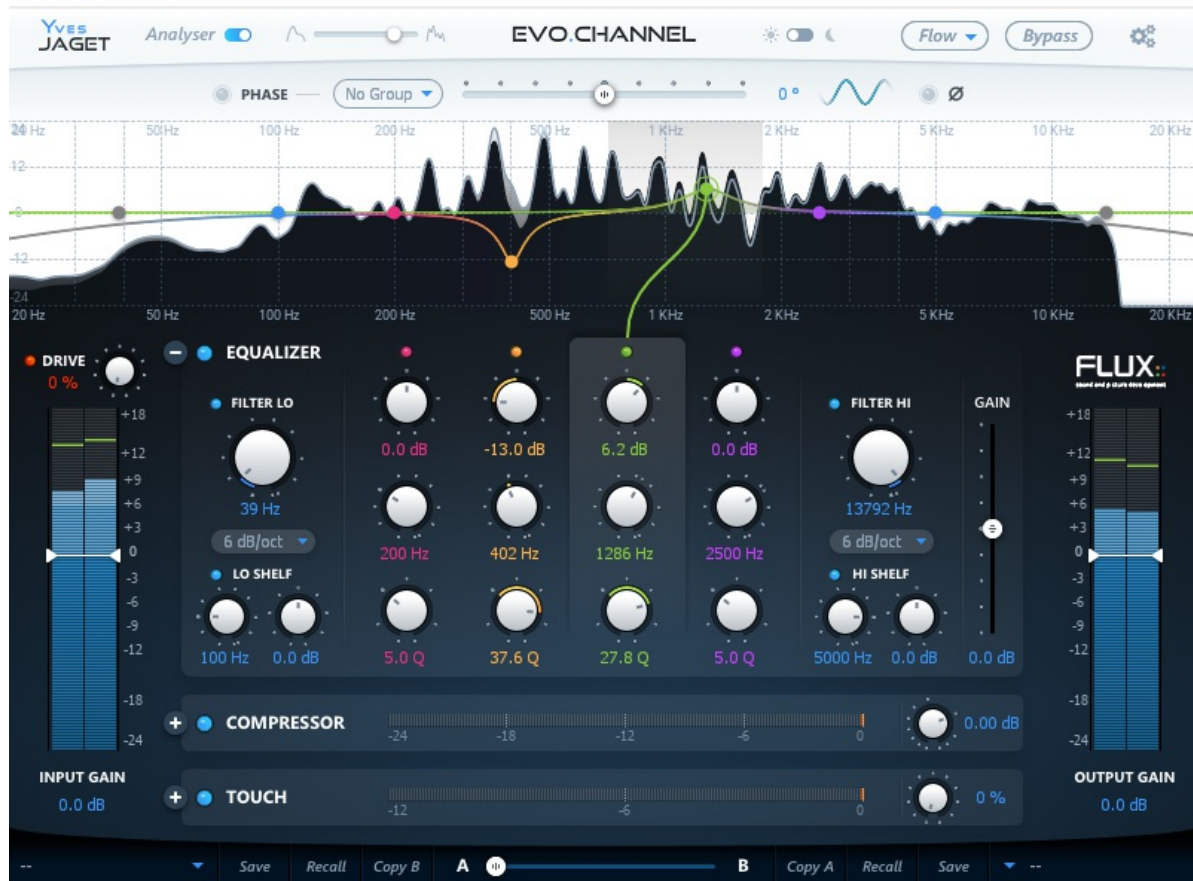 YVES
JAGET
Analyser
EVO.CHANNEL
Flow
Bypass
PHASE
No Group
0 °
Ø
24
20 Hz 50 Hz 100 Hz 200 Hz 500 Hz 1 KHz 2 KHz 5 KHz 10 KHz 20 KHz
12
0
-12
-24
20 Hz 50 Hz 100 Hz 200 Hz 500 Hz 1 KHz 2 KHz 5 KHz 10 KHz 20 KHz
DRIVE
0 %
EQUALIZER
FLUX::
sound and picture development
FILTER LO
FILTER HI
GAIN
0.0 dB -13.0 dB 6.2 dB 0.0 dB
39 Hz
13792 Hz
6 dB/oct
6 dB/oct
200 Hz 402 Hz 1286 Hz 2500 Hz
LO SHELF
HI SHELF
100 Hz 0.0 dB 5.0 Q 37.6 Q 27.8 Q 5.0 Q 5000 Hz 0.0 dB 0.0 dB
+18
+12
+9
+6
+3
0
-3
-6
-9
-12
-18
-24
+18
+12
+9
+6
+3
0
-3
-6
-9
-12
-18
-24
COMPRESSOR
-24 -18 -12 -6 0
0.00 dB
INPUT GAIN
0.0 dB
TOUCH
-12 -6 0
0 %
OUTPUT GAIN
0.0 dB
-- Save Recall Copy B A B Copy A Recall Save --